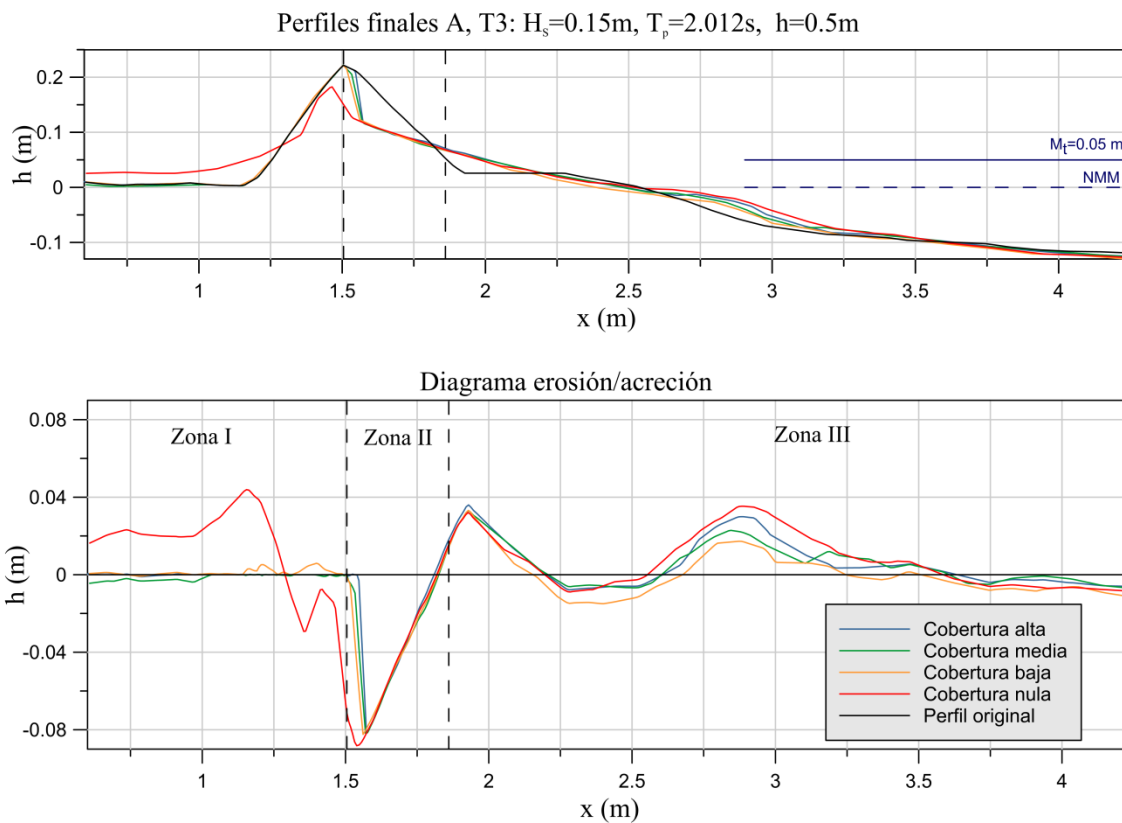 Perfiles finales A, T3: Hₛ=0.15m, Tₚ=2.012s, h=0.5m
0.2
0.1
0
-0.1
h (m)
Mt=0.05 m
NMM
1
1.5
2
2.5
3
3.5
4
x (m)
Diagrama erosión/acreción
0.08
0.04
0
-0.04
-0.08
h (m)
Zona I
Zona II
Zona III
Cobertura alta
Cobertura media
Cobertura baja
Cobertura nula
Perfil original
1
1.5
2
2.5
3
3.5
4
x (m)